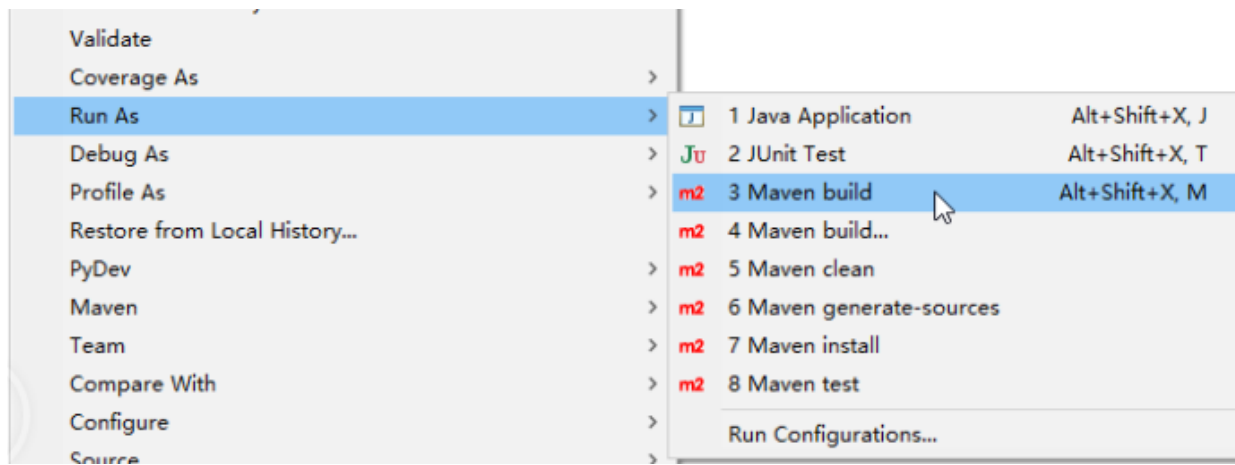 Validate
Coverage As
Run As
Debug As
Profile As
Restore from Local History...
PyDev
Maven
Team
Compare With
Configure
Source
1 Java Application Alt+Shift+X, J
2 JUnit Test Alt+Shift+X, T
3 Maven build Alt+Shift+X, M
4 Maven build...
5 Maven clean
6 Maven generate-sources
7 Maven install
8 Maven test
Run Configurations...